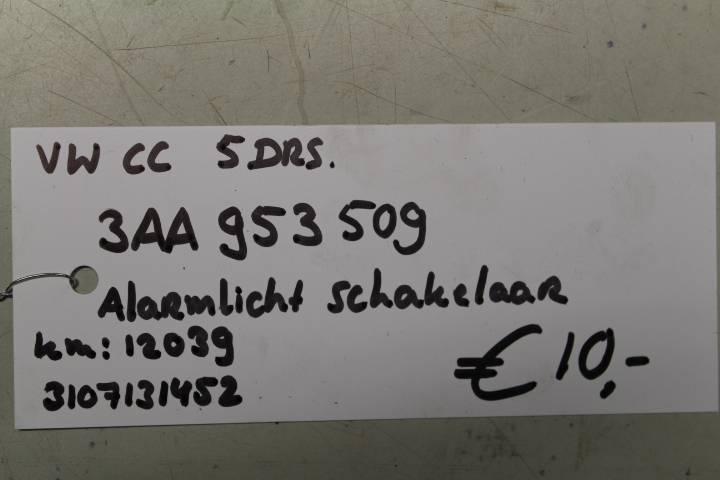 VW CC 5DRS.
3AA 953 509
Alarmlicht schakelaar
km: 12039
€ 10,-
3107131452